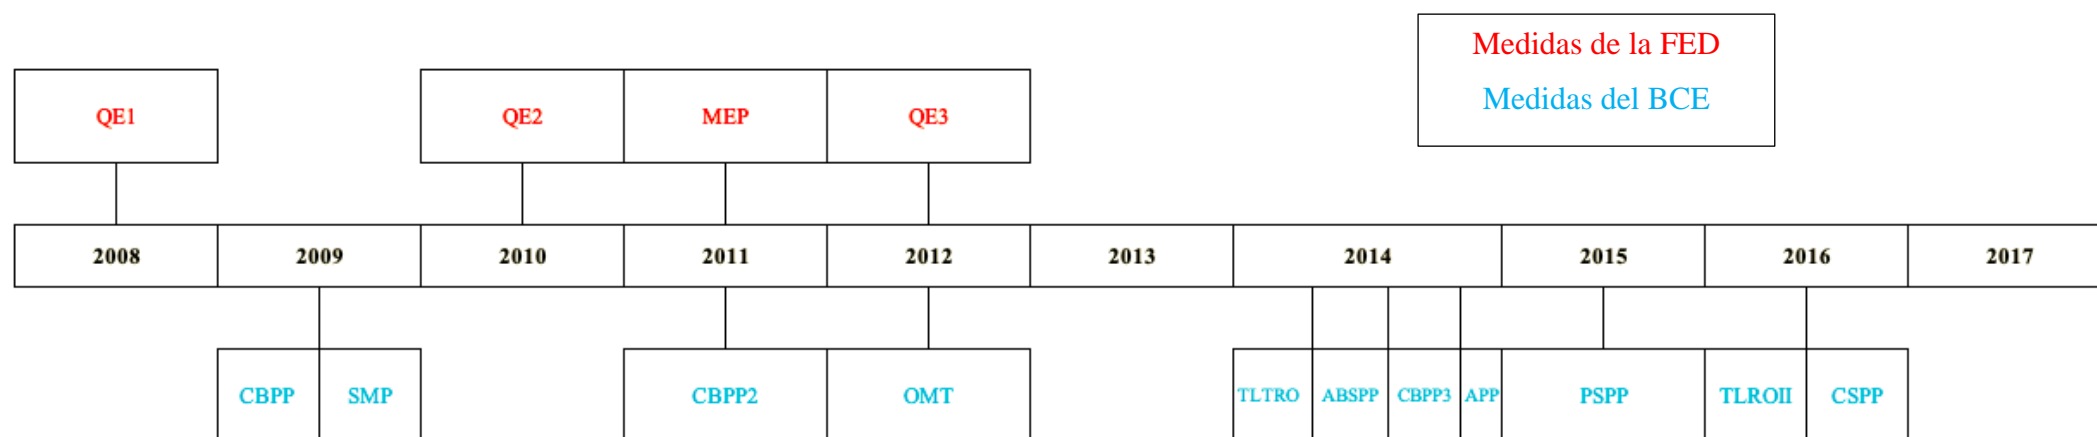 Medidas de la FED
Medidas del BCE
QE1 QE2 MEP QE3
2008 2009 2010 2011 2012 2013 2014 2015 2016 2017
CBPP SMP CBPP2 OMT TLTRO ABSPP CBPP3 APP PSPP TLROII CSPP